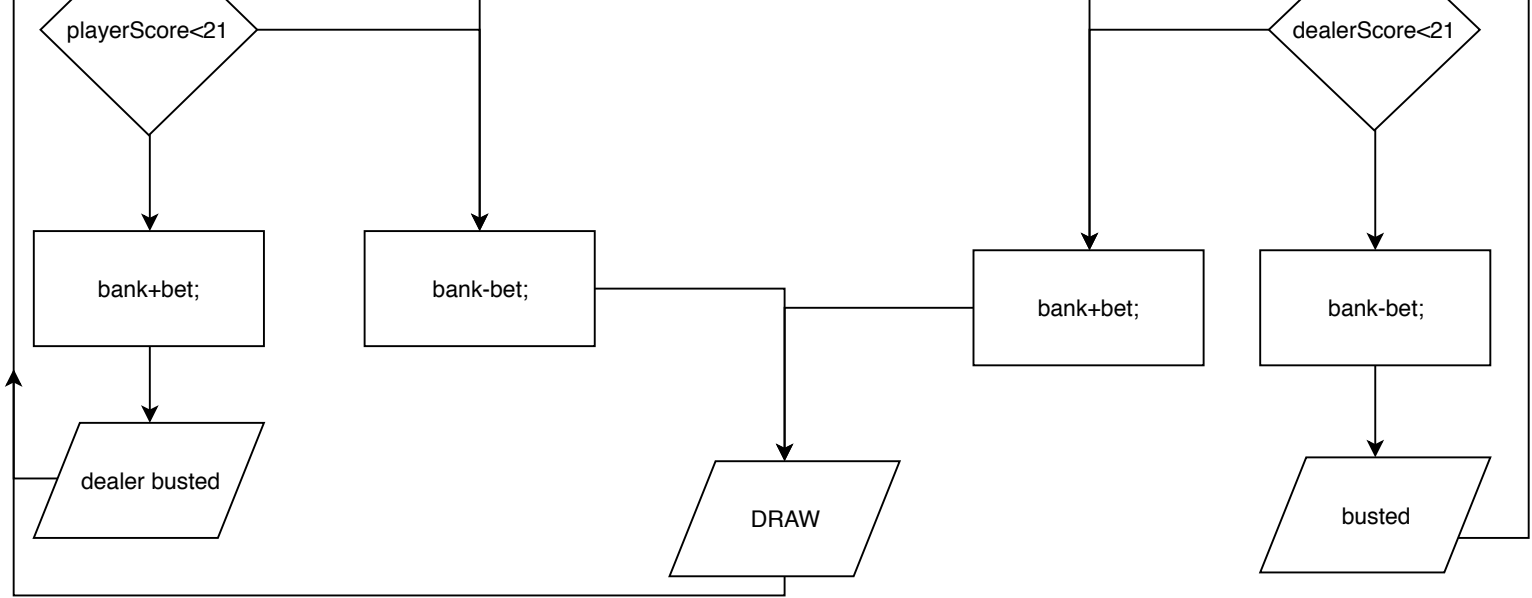 playerScore<21
dealerScore<21
bank+bet;
bank-bet;
bank+bet;
bank-bet;
dealer busted
DRAW
busted